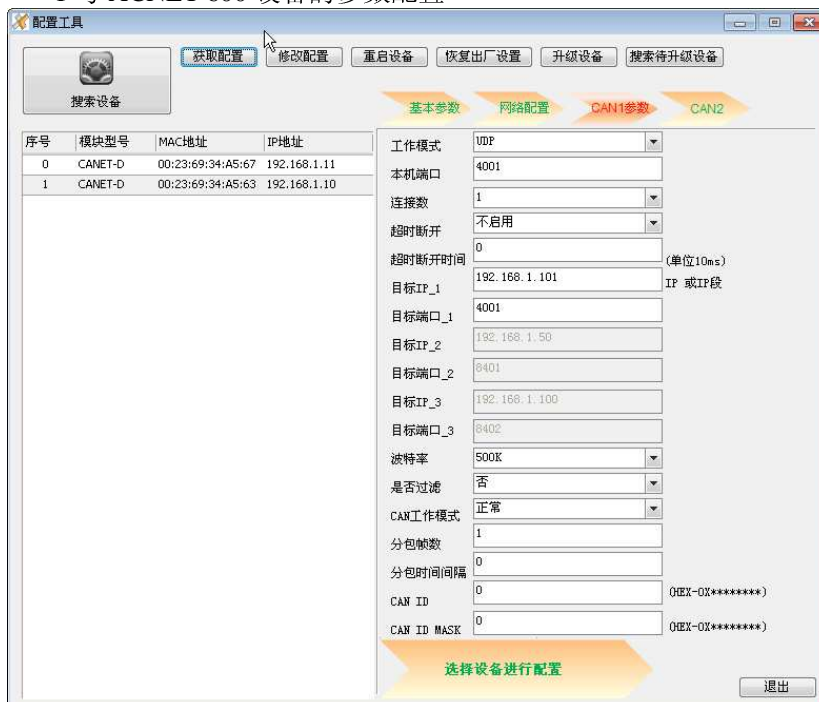 配置工具
获取配置 修改配置 重启设备 恢复出厂设置 升级设备 搜索待升级设备
搜索设备
基本参数 网络配置 CAN1参数 CAN2
序号 模块型号 MAC地址 IP地址
0 CANET-D 00:23:69:34:A5:67 192.168.1.11
1 CANET-D 00:23:69:34:A5:63 192.168.1.10
工作模式 UDP
本机端口 4001
连接数 1
超时断开 不启用
超时断开时间 0 (单位10ms)
目标IP_1 192.168.1.101 IP 或IP段
目标端口_1 4001
目标IP_2 192.168.1.50
目标端口_2 8401
目标IP_3 192.168.1.100
目标端口_3 8402
波特率 500K
是否过滤 否
CAN工作模式 正常
分包帧数 1
分包时间间隔 0
CAN ID 0 (HEX-0X********)
CAN ID MASK 0 (HEX-0X********)
选择设备进行配置
退出